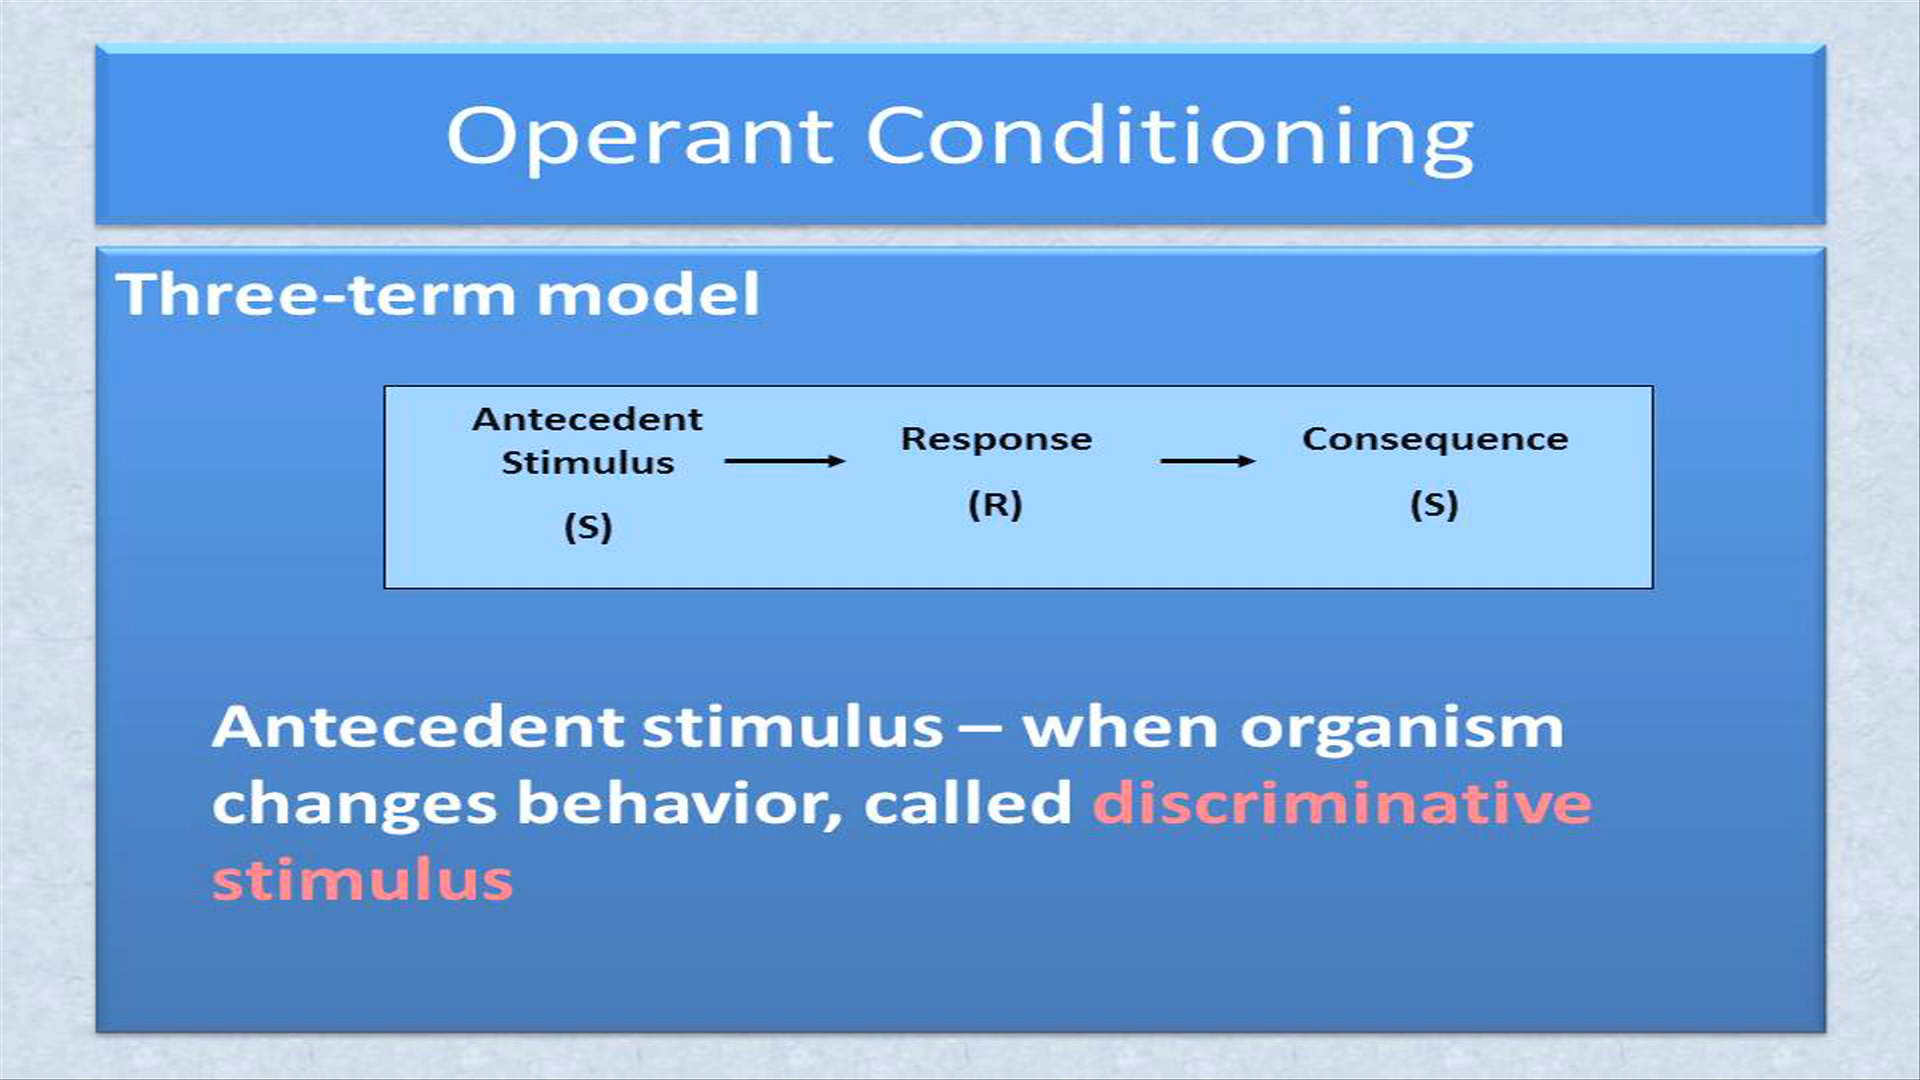 Operant Conditioning
Three-term model
Antecedent
Stimulus
(S)
Response
(R)
Consequence
(S)
Antecedent stimulus – when organism
changes behavior, called discriminative
stimulus